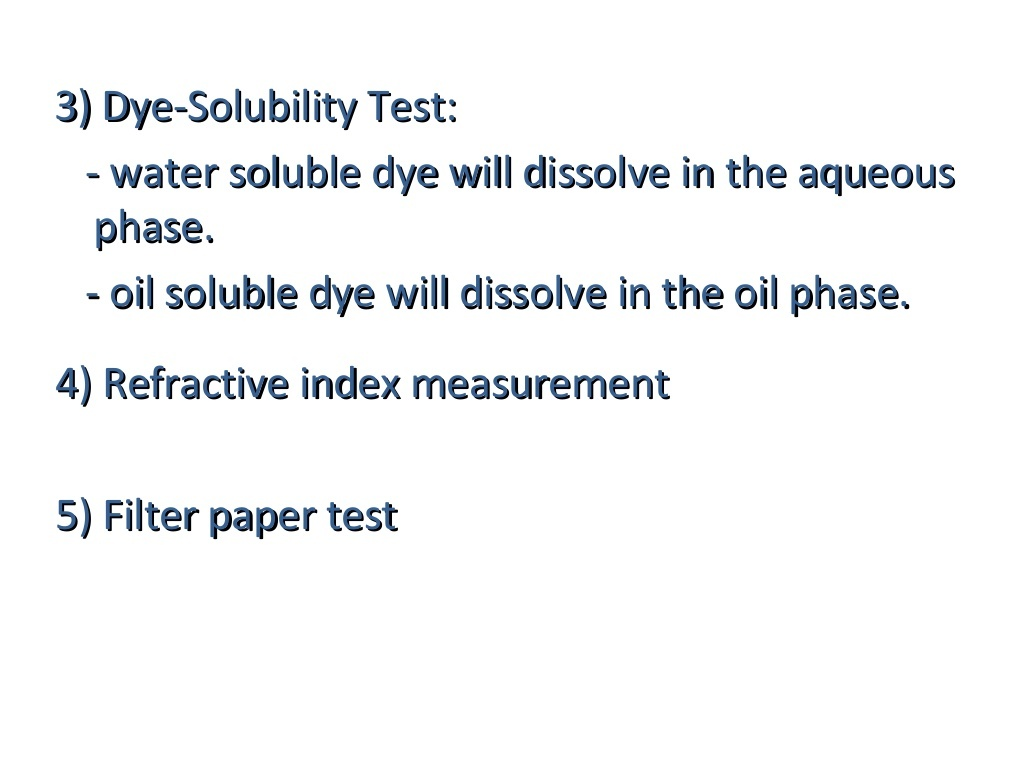 3) Dye-Solubility Test:
- water soluble dye will dissolve in the aqueous
phase.
- oil soluble dye will dissolve in the oil phase.
4) Refractive index measurement
5) Filter paper test